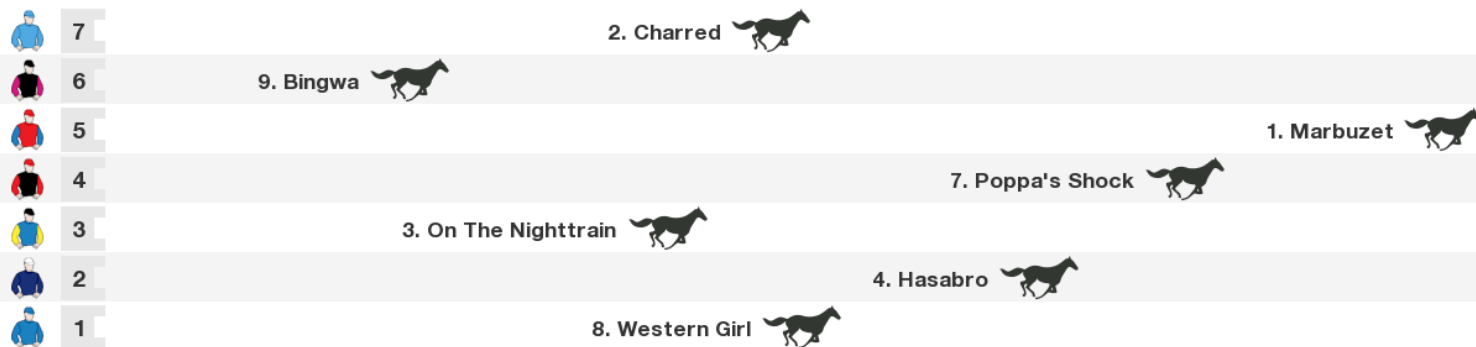 7 2. Charred
6 9. Bingwa
5 1. Marbuzet
4 7. Poppa's Shock
3 3. On The Nighttrain
2 4. Hasabro
1 8. Western Girl